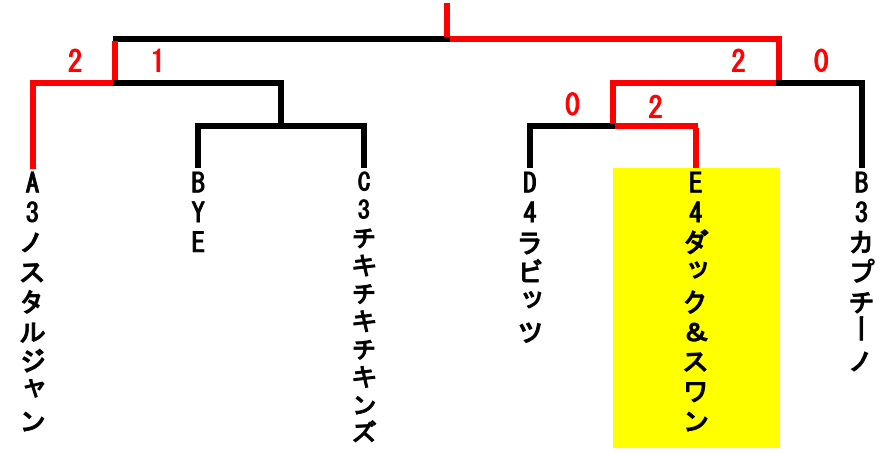 2 1 2 0
0 2
A3ノスタルジャン
BYE
C3チキチキチキンズ
D4ラビッツ
E4ダック&スワン
B3カプチーノ